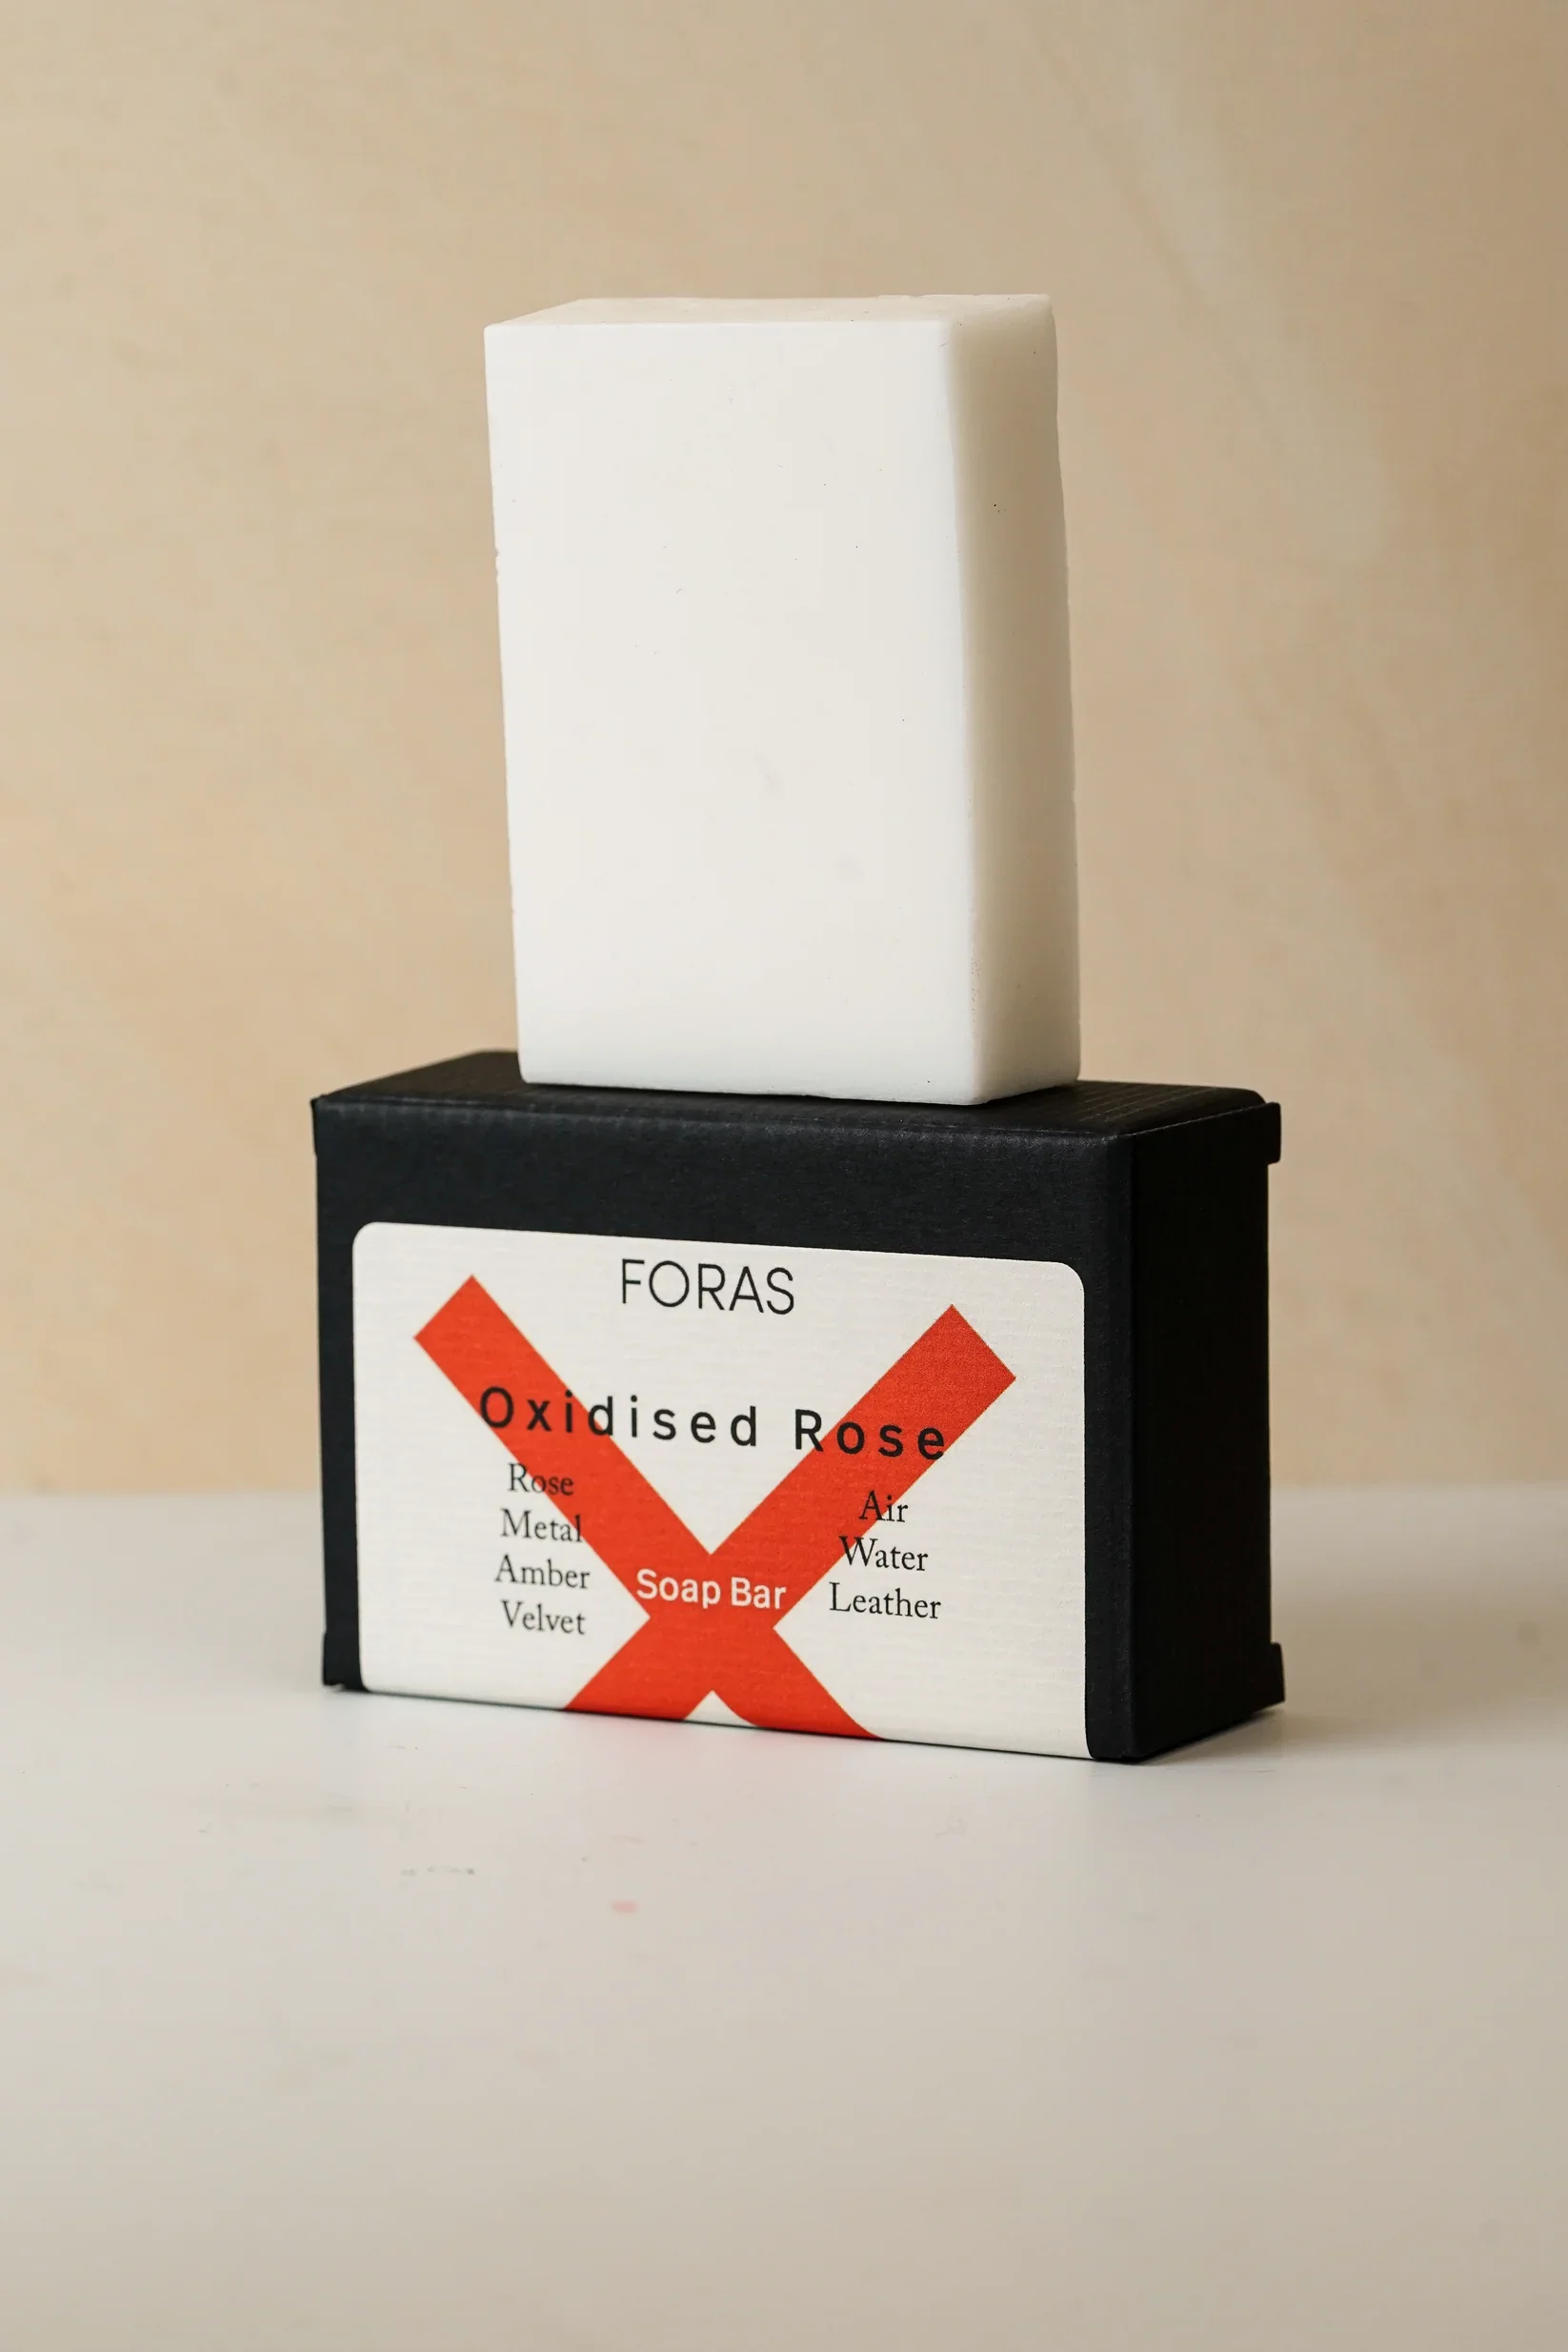 FORAS
Oxidised Rose
Rose
Metal
Amber
Velvet
Soap Bar
Air
Water
Leather